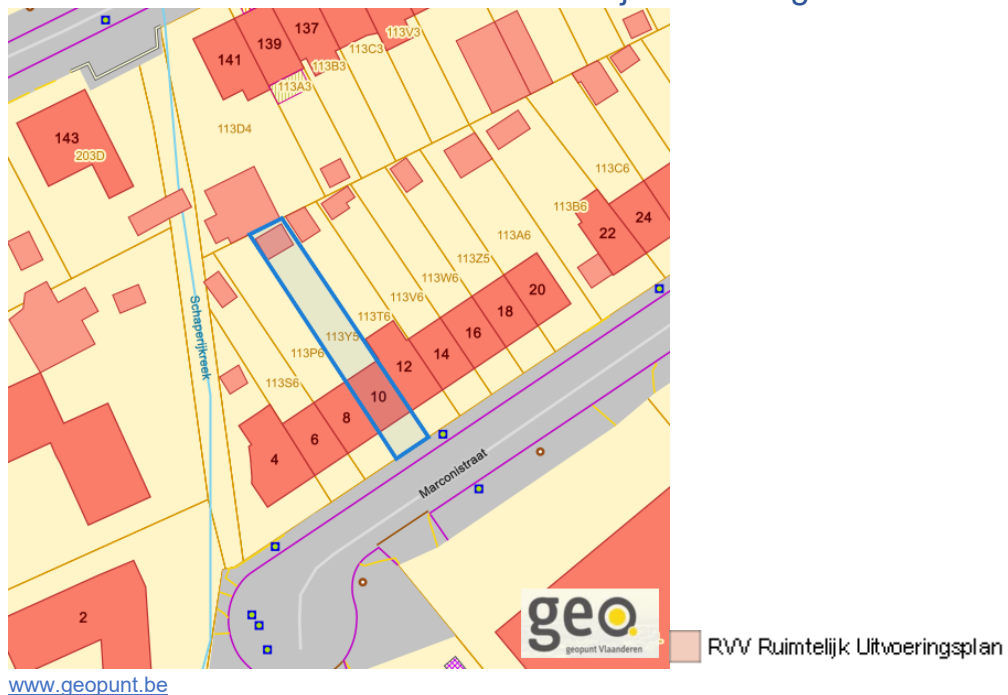 141
139
137
113V3
113C3
113B3
113A3
113D4
143
203D
113C6
113B6
24
22
113A6
113Z5
113W6
113V6
113T6
113Y5
113P6
113S6
20
18
16
14
12
10
8
6
4
2
Schaperijkreek
Marconistraat
geo.
geopunt Vlaanderen
RVV Ruimtelijk Uitvoeringsplan
www.geopunt.be